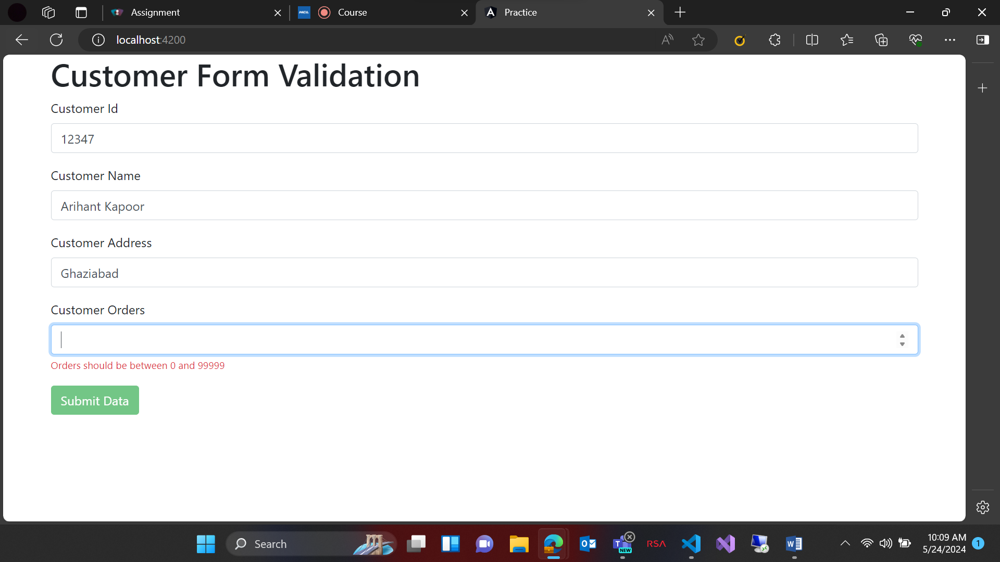 Assignment
HCL
Course
Practice
localhost:4200
Customer Form Validation
Customer Id
12347
Customer Name
Arihant Kapoor
Customer Address
Ghaziabad
Customer Orders
Orders should be between 0 and 99999
Submit Data
Search
NEW
RSA
10:09 AM
5/24/2024
1